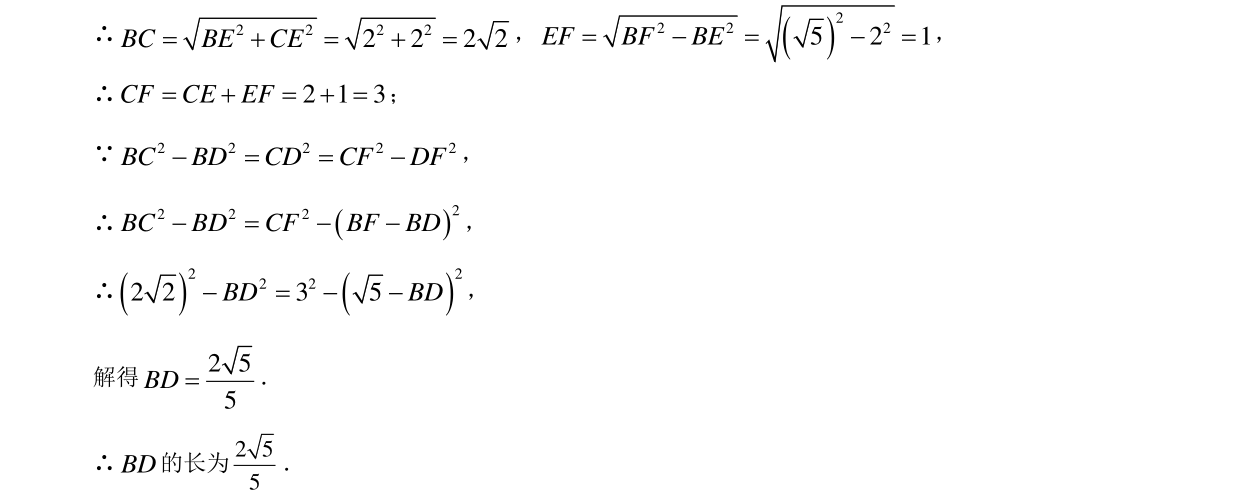 ∴ BC = √(BE² + CE²) = √(2² + 2²) = 2√2, EF = √(BF² − BE²) = √((√5)² − 2²) = 1,
∴ CF = CE + EF = 2 + 1 = 3;
∵ BC² − BD² = CD² = CF² − DF²,
∴ BC² − BD² = CF² − (BF − BD)²,
∴ (2√2)² − BD² = 3² − (√5 − BD)²,
解得 BD = 2√5/5.
∴ BD 的长为 2√5/5.